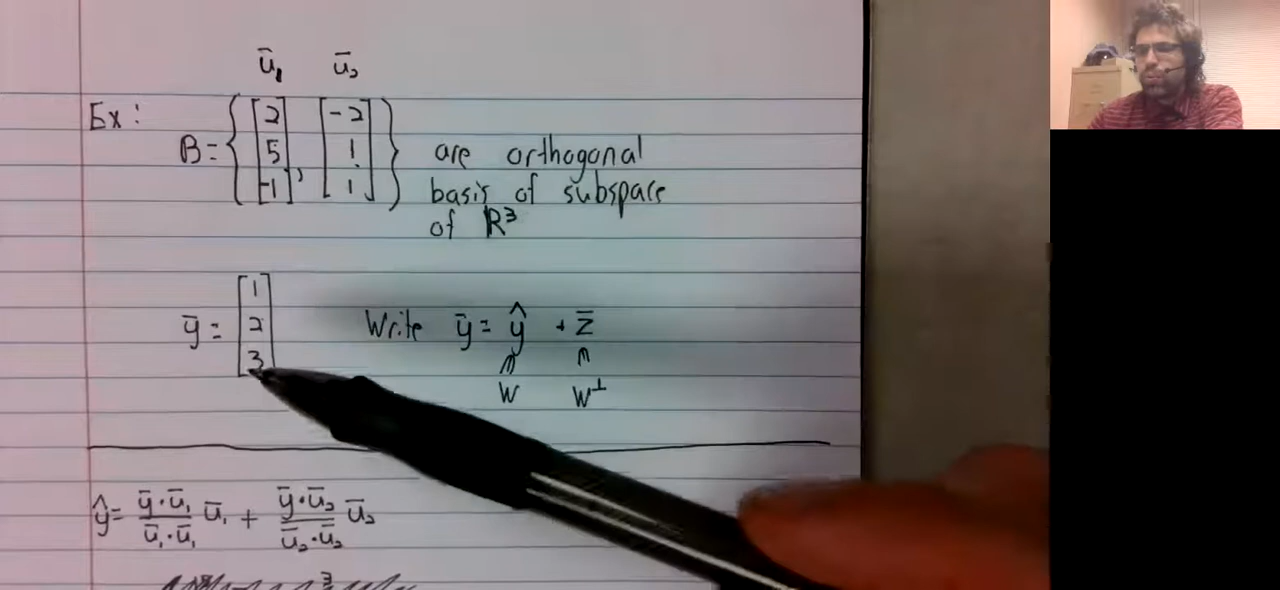 ū₁ ū₂
Ex:
B = { [2 5 -1], [-2 1 1] } are orthogonal
basis of subspace
of ℝ³
ȳ = [1 2 3] Write ȳ = ŷ + z̄
∈ ∈
W W⊥
ŷ = ȳ·ū₁/ū₁·ū₁ ū₁ + ȳ·ū₂/ū₂·ū₂ ū₂